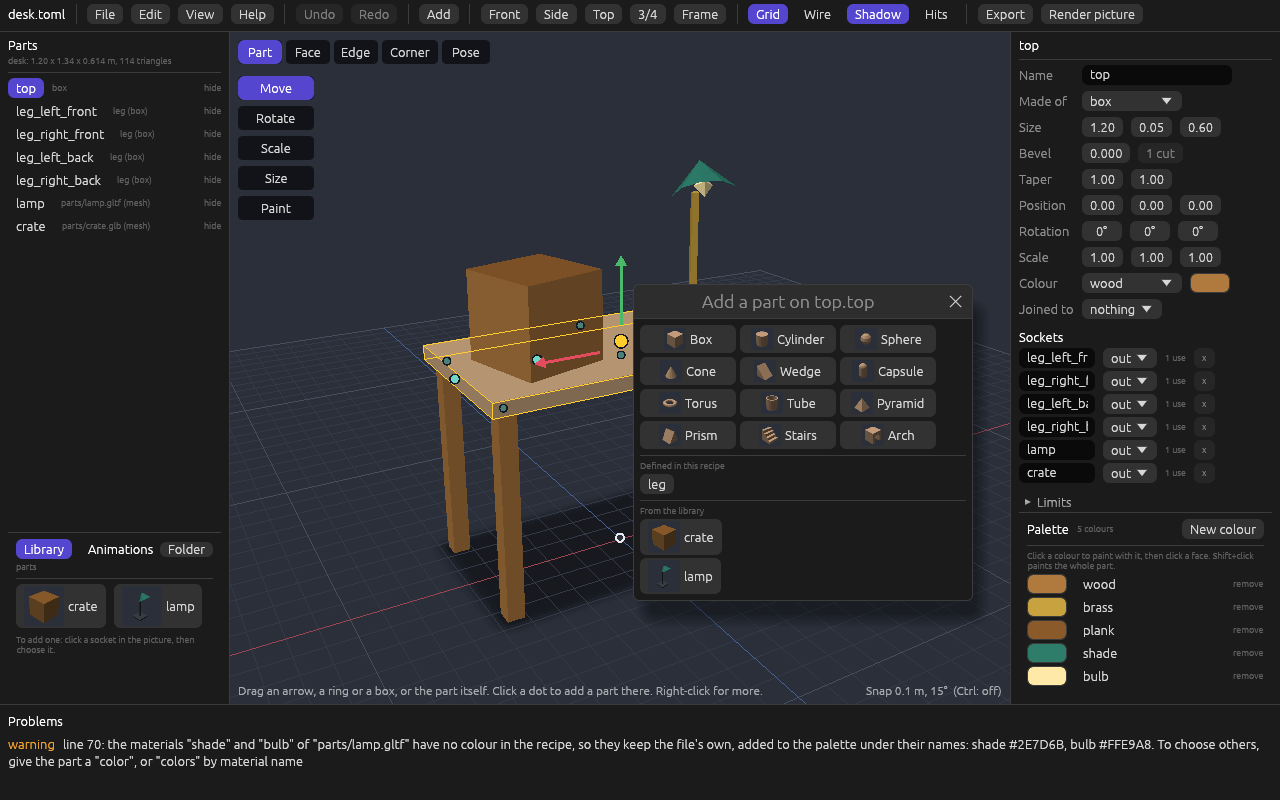 desk.toml File Edit View Help Undo Redo Add Front Side Top 3/4 Frame Grid Wire Shadow Hits Export Render picture
Parts
desk: 1.20 x 1.34 x 0.614 m, 114 triangles
top box hide
leg_left_front leg (box) hide
leg_right_front leg (box) hide
leg_left_back leg (box) hide
leg_right_back leg (box) hide
lamp parts/lamp.gltf (mesh) hide
crate parts/crate.glb (mesh) hide
Library Animations Folder
parts
crate lamp
To add one: click a socket in the picture, then
choose it.
Part Face Edge Corner Pose
Move
Rotate
Scale
Size
Paint
Add a part on top.top
Box Cylinder Sphere
Cone Wedge Capsule
Torus Tube Pyramid
Prism Stairs Arch
Defined in this recipe
leg
From the library
crate
lamp
Drag an arrow, a ring or a box, or the part itself. Click a dot to add a part there. Right-click for more. Snap 0.1 m, 15° (Ctrl: off)
top
Name top
Made of box
Size 1.20 0.05 0.60
Bevel 0.000 1 cut
Taper 1.00 1.00
Position 0.00 0.00 0.00
Rotation 0° 0° 0°
Scale 1.00 1.00 1.00
Colour wood
Joined to nothing
Sockets
leg_left_fr out 1 use x
leg_right_f out 1 use x
leg_left_ba out 1 use x
leg_right_b out 1 use x
lamp out 1 use x
crate out 1 use x
Limits
Palette 5 colours New colour
Click a colour to paint with it, then click a face. Shift+click
paints the whole part.
wood remove
brass remove
plank remove
shade remove
bulb remove
Problems
warning line 70: the materials "shade" and "bulb" of "parts/lamp.gltf" have no colour in the recipe, so they keep the file's own, added to the palette under their names: shade #2E7D6B, bulb #FFE9A8. To choose others,
give the part a "color", or "colors" by material name